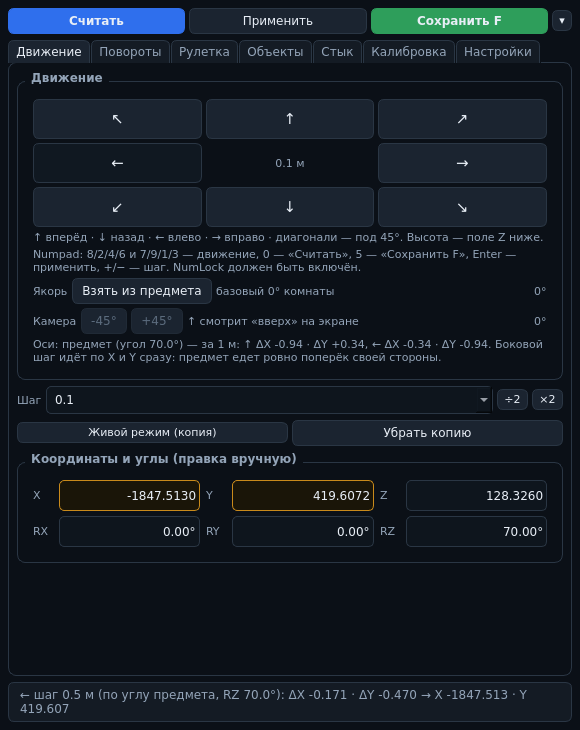 Считать Применить Сохранить F ▾
Движение Повороты Рулетка Объекты Стык Калибровка Настройки
Движение
↖ ↑ ↗
← 0.1 м →
↙ ↓ ↘
↑ вперёд · ↓ назад · ← влево · → вправо · диагонали — под 45°. Высота — поле Z ниже.
Numpad: 8/2/4/6 и 7/9/1/3 — движение, 0 — «Считать», 5 — «Сохранить F», Enter —
применить, +/− — шаг. NumLock должен быть включён.
Якорь Взять из предмета базовый 0° комнаты 0°
Камера -45° +45° ↑ смотрит «вверх» на экране 0°
Оси: предмет (угол 70.0°) — за 1 м: ↑ ΔX -0.94 · ΔY +0.34, ← ΔX -0.34 · ΔY -0.94. Боковой
шаг идёт по X и Y сразу: предмет едет ровно поперёк своей стороны.
Шаг 0.1 ÷2 ×2
Живой режим (копия) Убрать копию
Координаты и углы (правка вручную)
X -1847.5130 Y 419.6072 Z 128.3260
RX 0.00° RY 0.00° RZ 70.00°
← шаг 0.5 м (по углу предмета, RZ 70.0°): ΔX -0.171 · ΔY -0.470 → X -1847.513 · Y
419.607